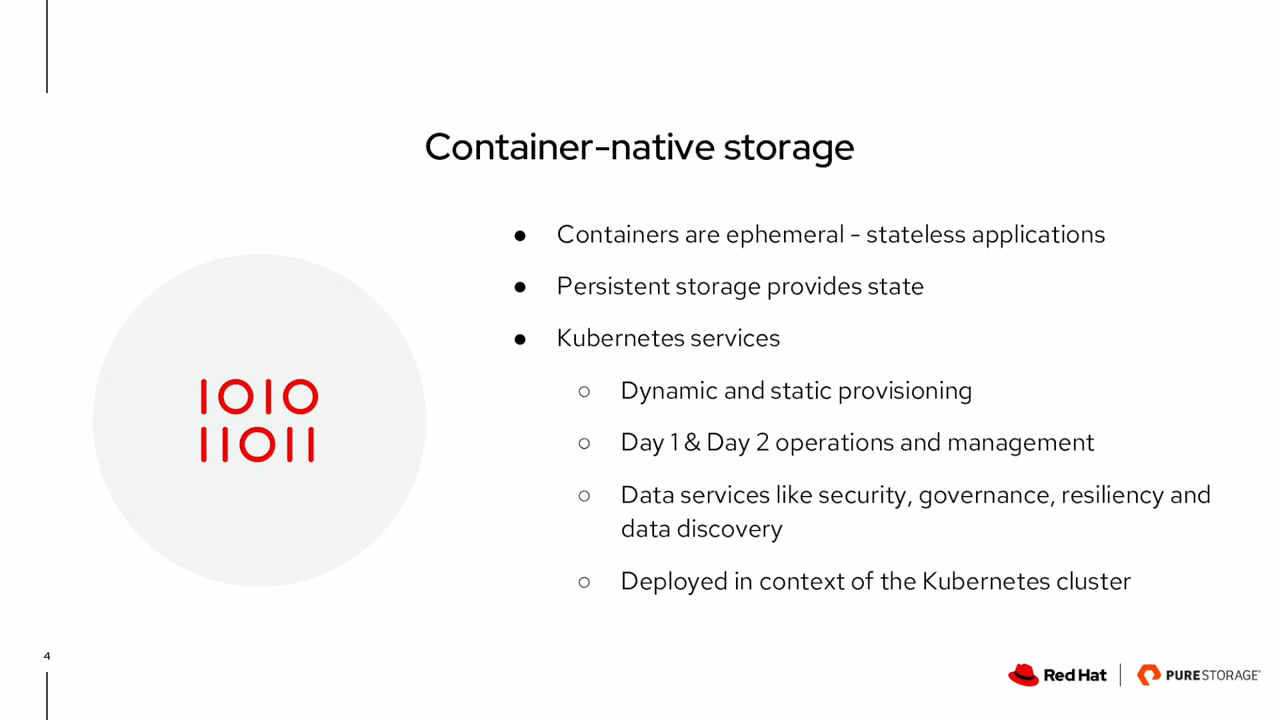 Container-native storage
● Containers are ephemeral - stateless applications
● Persistent storage provides state
● Kubernetes services
○ Dynamic and static provisioning
○ Day 1 & Day 2 operations and management
○ Data services like security, governance, resiliency and
data discovery
○ Deployed in context of the Kubernetes cluster
1010
11011
4
Red Hat
PURESTORAGE®